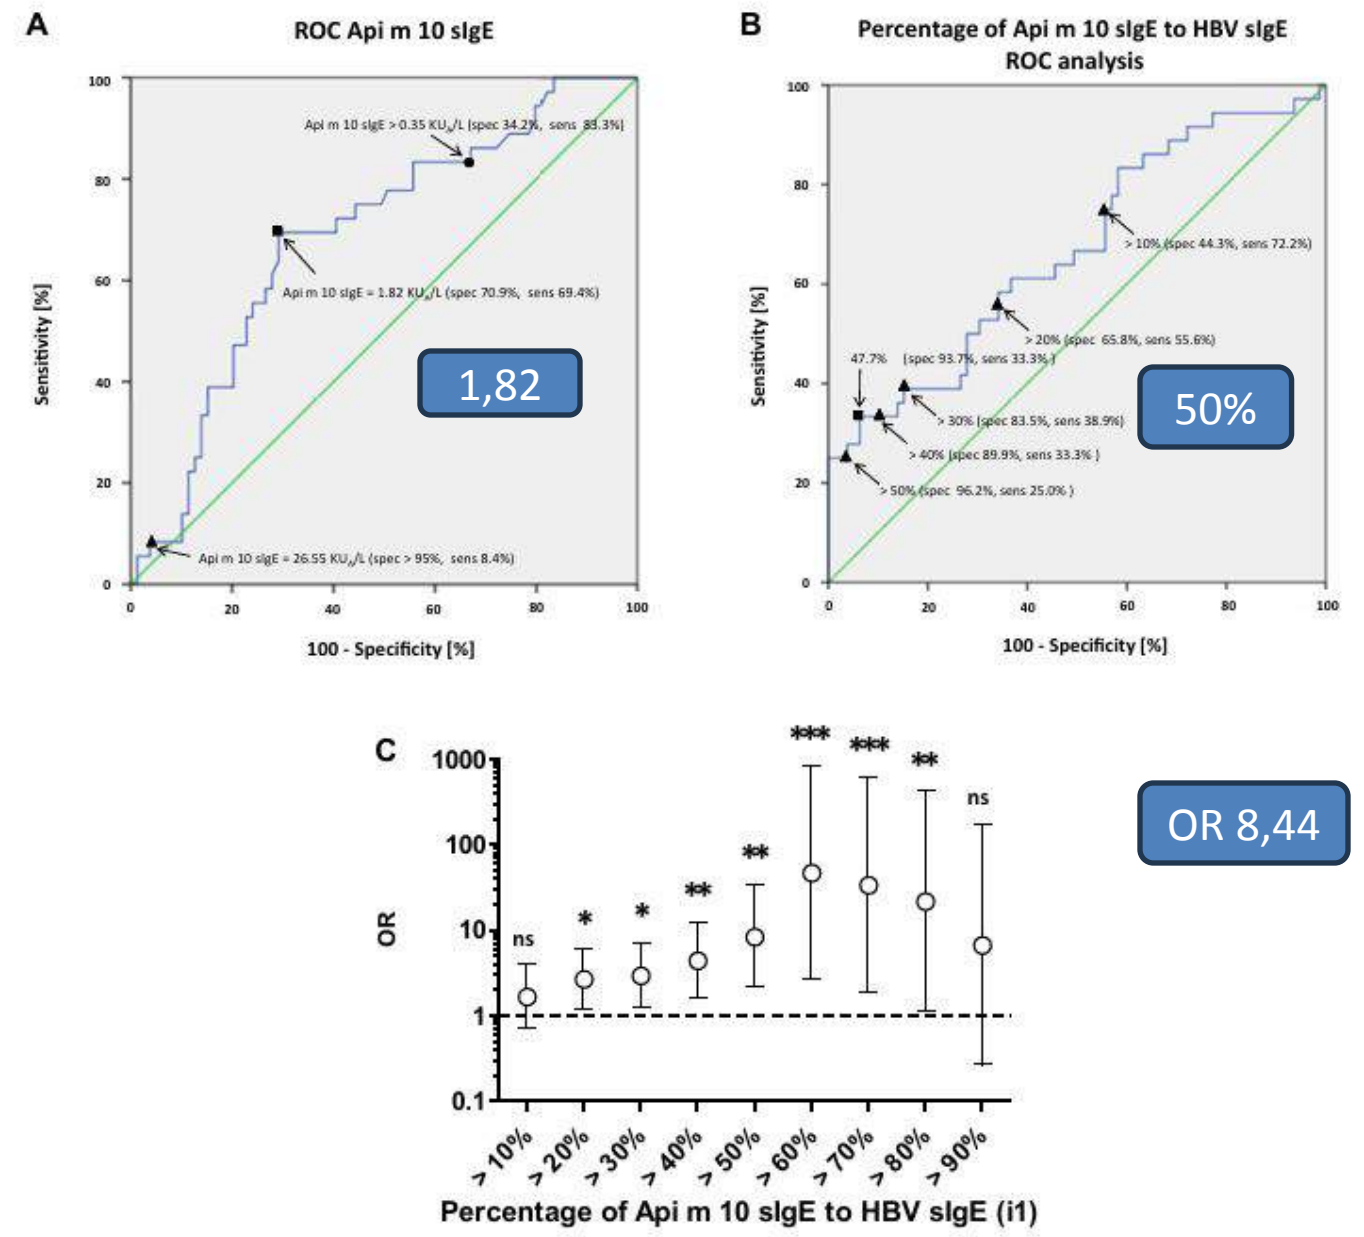 A
ROC Api m 10 sIgE
100
80
60
40
20
0
Sensitivity [%]
Api m 10 sIgE > 0.35 KUA/L (spec 34.2%, sens 83.3%)
Api m 10 sIgE = 1.82 KUA/L (spec 70.9%, sens 69.4%)
1,82
Api m 10 sIgE = 26.55 KUA/L (spec > 95%, sens 8.4%)
0 20 40 60 80 100
100 - Specificity [%]
B
Percentage of Api m 10 sIgE to HBV sIgE
ROC analysis
100
80
60
40
20
0
Sensitivity [%]
> 10% (spec 44.3%, sens 72.2%)
> 20% (spec 65.8%, sens 55.6%)
47.7% (spec 93.7%, sens 33.3% )
> 30% (spec 83.5%, sens 38.9%)
50%
> 40% (spec 89.9%, sens 33.3% )
> 50% (spec 96.2%, sens 25.0% )
0 20 40 60 80 100
100 - Specificity [%]
C
1000
100
10
1
0.1
OR
ns * * ** ** *** *** ** ns
OR 8,44
> 10% > 20% > 30% > 40% > 50% > 60% > 70% > 80% > 90%
Percentage of Api m 10 sIgE to HBV sIgE (i1)